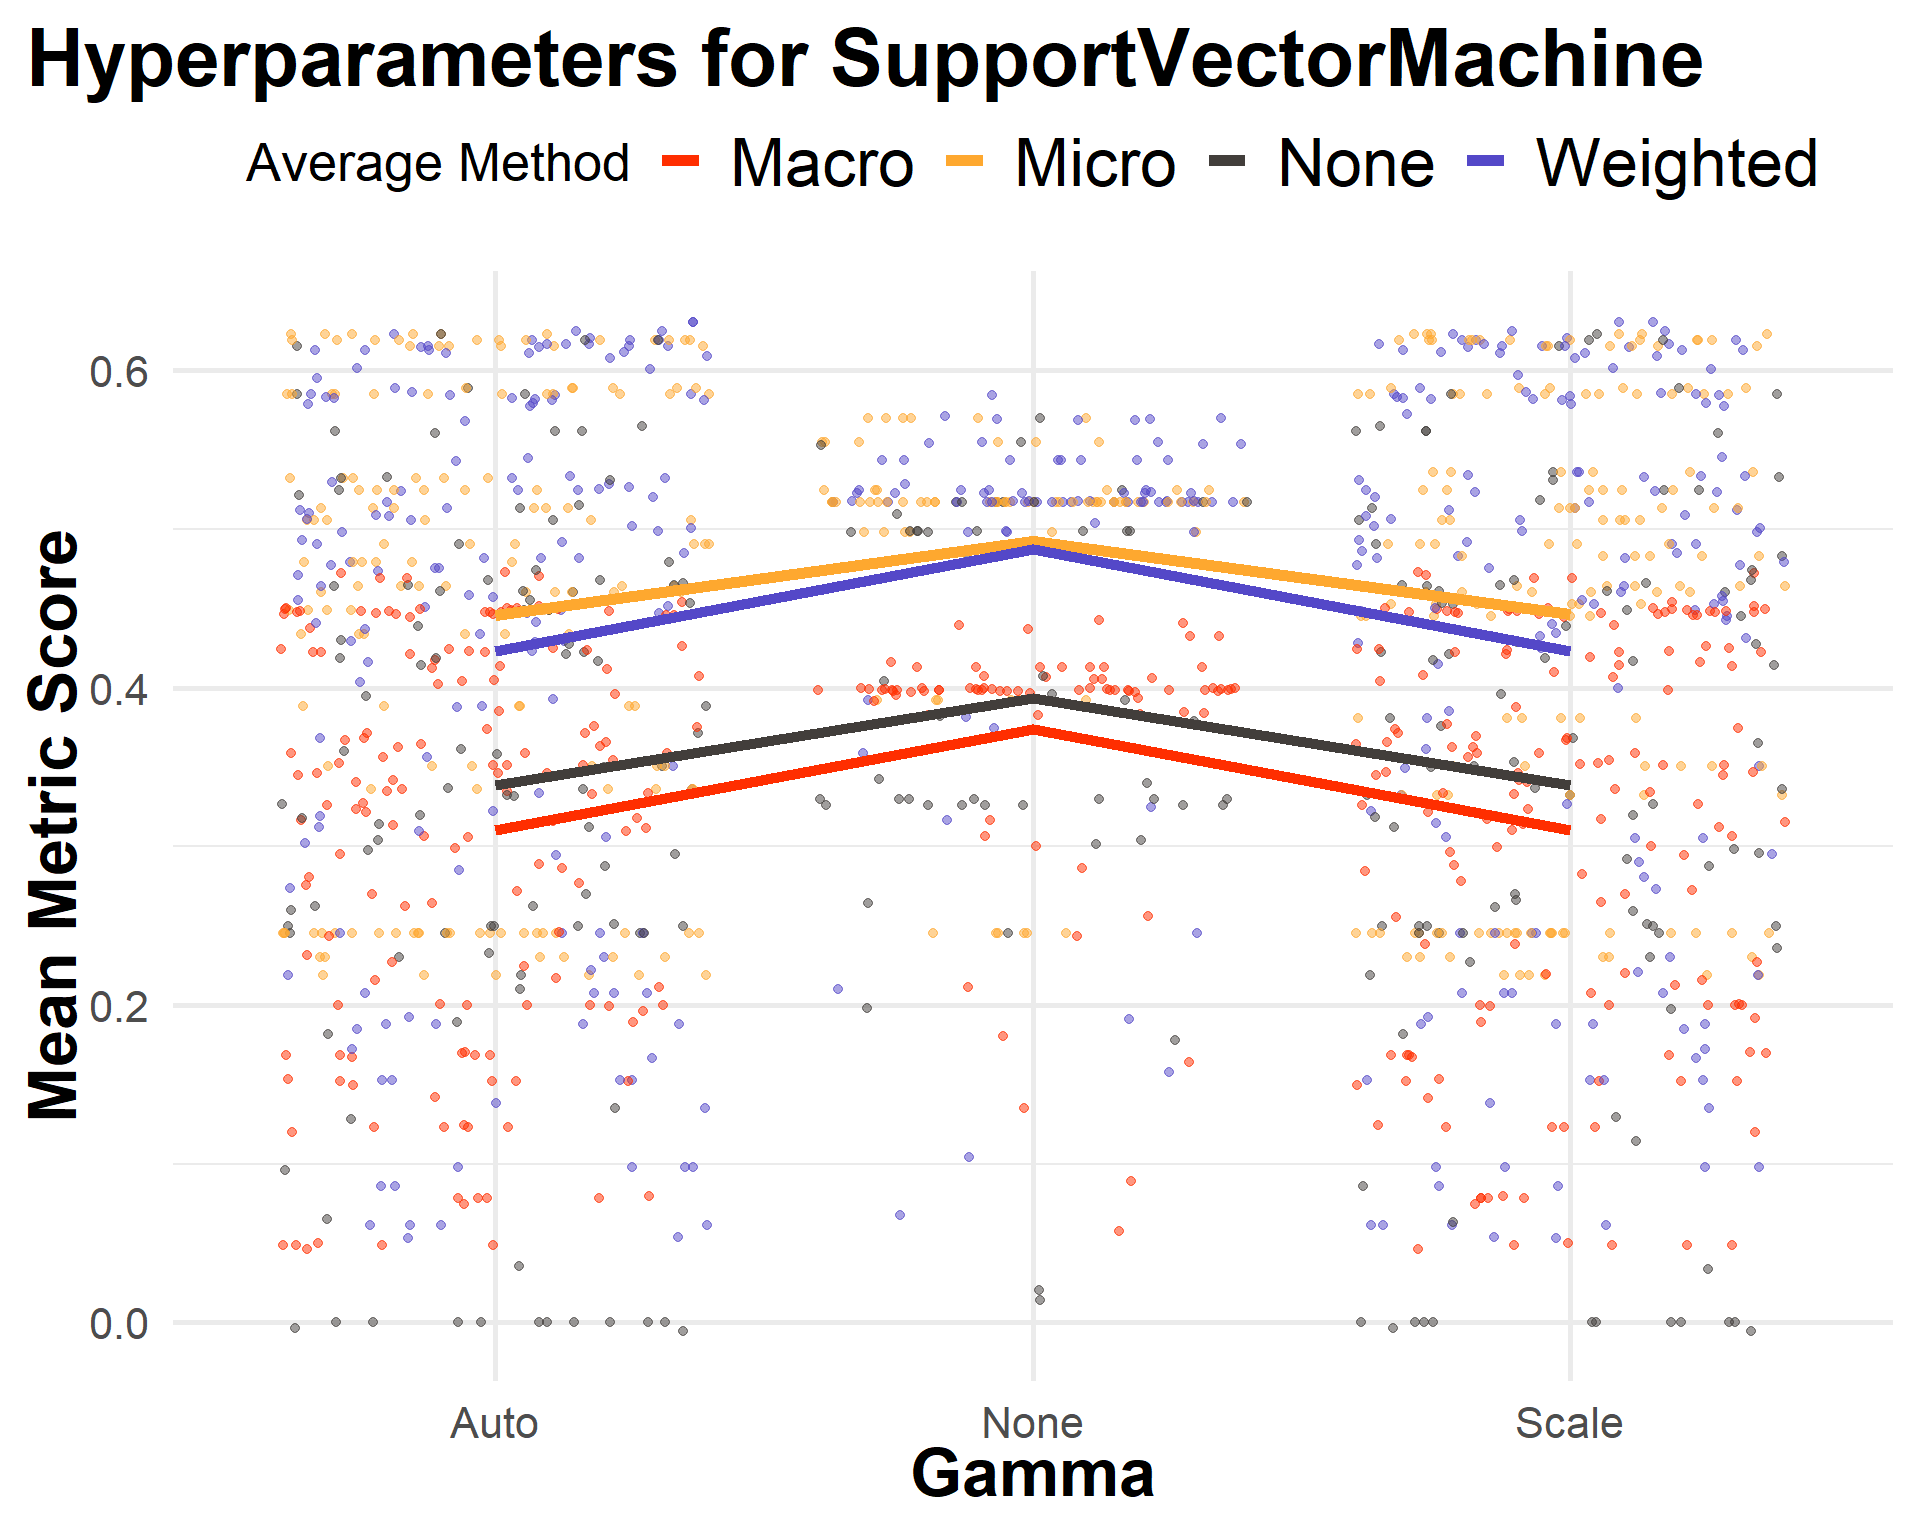 Hyperparameters for SupportVectorMachine
Average Method Macro Micro None Weighted
Mean Metric Score
0.6
0.4
0.2
0.0
Auto None Scale
Gamma